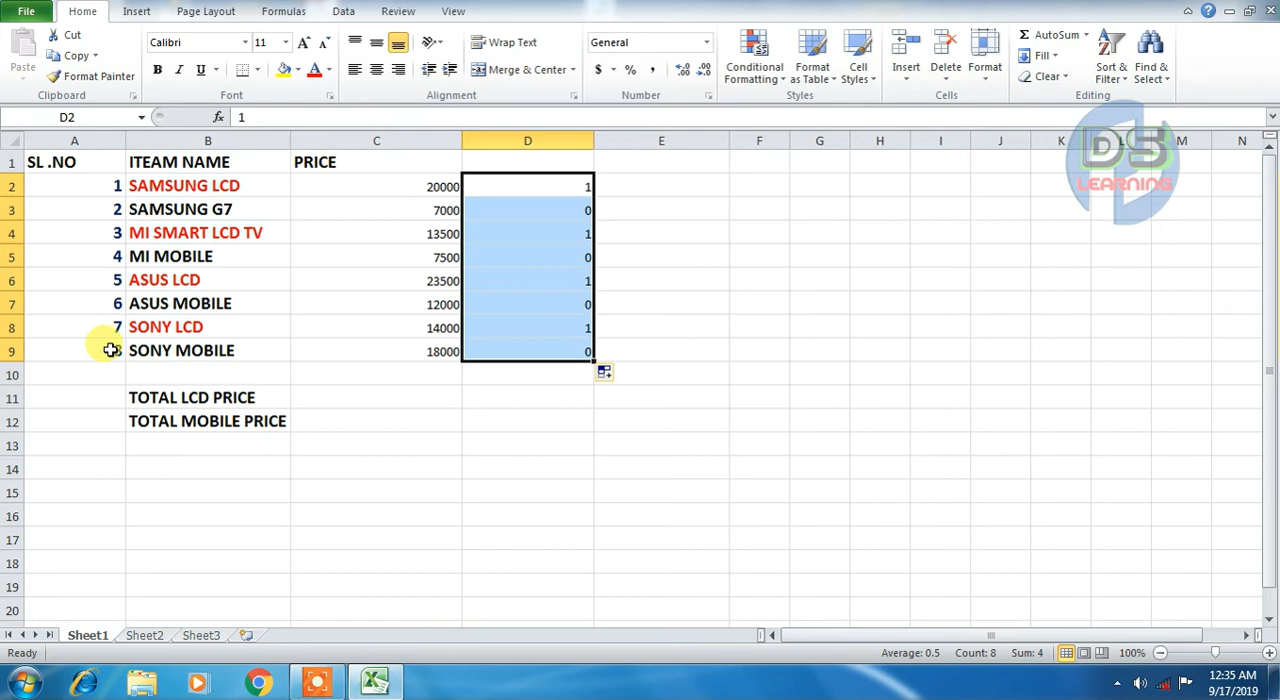 File Home Insert Page Layout Formulas Data Review View
Paste Cut Copy Format Painter Clipboard
Calibri 11 A A B I U A Font
Wrap Text Merge & Center Alignment
General $ % , Number
Conditional Formatting Format as Table Cell Styles Styles
Insert Delete Format Cells
Σ AutoSum Fill Clear Sort & Filter Find & Select Editing
D2 fx 1
A B C D E F G H I J K L M N
1 SL .NO ITEAM NAME PRICE
2 1 SAMSUNG LCD 20000 1
3 2 SAMSUNG G7 7000 0
4 3 MI SMART LCD TV 13500 1
5 4 MI MOBILE 7500 0
6 5 ASUS LCD 23500 1
7 6 ASUS MOBILE 12000 0
8 7 SONY LCD 14000 1
9 8 SONY MOBILE 18000 0
10
11 TOTAL LCD PRICE
12 TOTAL MOBILE PRICE
13
14
15
16
17
18
19
20
DS
LEARNING
Sheet1 Sheet2 Sheet3
Ready Average: 0.5 Count: 8 Sum: 4 100%
12:35 AM
9/17/2019